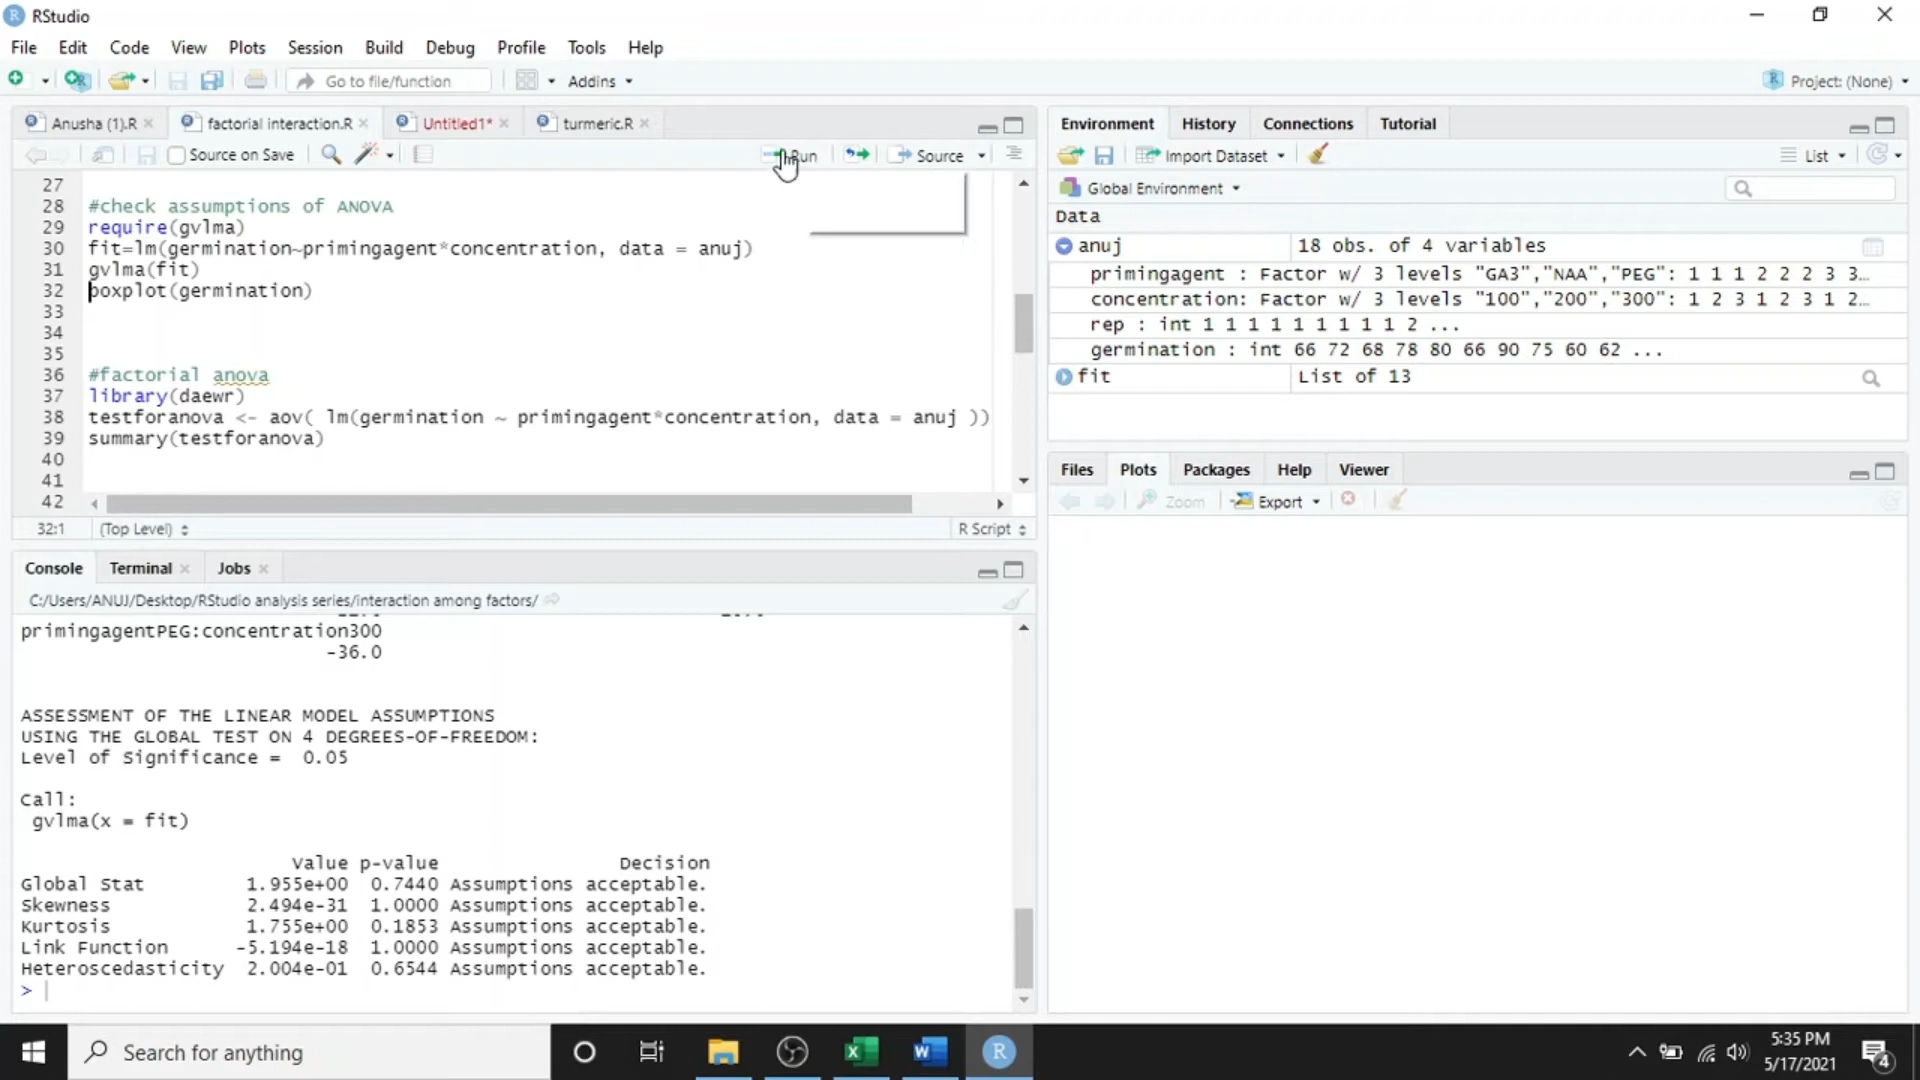 RStudio
File Edit Code View Plots Session Build Debug Profile Tools Help
Go to file/function Addins Project: (None)
Anusha (1).R factorial interaction.R Untitled1* turmeric.R
Source on Save Run Source
27
28 #check assumptions of ANOVA
29 require(gvlma)
30 fit=lm(germination~primingagent*concentration, data = anuj)
31 gvlma(fit)
32 boxplot(germination)
33
34
35
36 #factorial anova
37 library(daewr)
38 testforanova <- aov( lm(germination ~ primingagent*concentration, data = anuj ))
39 summary(testforanova)
40
41
42
32:1 (Top Level) R Script
Console Terminal Jobs
C:/Users/ANUJ/Desktop/RStudio analysis series/interaction among factors/
primingagentPEG:concentration300
-36.0
ASSESSMENT OF THE LINEAR MODEL ASSUMPTIONS
USING THE GLOBAL TEST ON 4 DEGREES-OF-FREEDOM:
Level of Significance = 0.05
Call:
gvlma(x = fit)
Value p-value Decision
Global Stat 1.955e+00 0.7440 Assumptions acceptable.
Skewness 2.494e-31 1.0000 Assumptions acceptable.
Kurtosis 1.755e+00 0.1853 Assumptions acceptable.
Link Function -5.194e-18 1.0000 Assumptions acceptable.
Heteroscedasticity 2.004e-01 0.6544 Assumptions acceptable.
>
Environment History Connections Tutorial
Import Dataset List
Global Environment
Data
anuj 18 obs. of 4 variables
primingagent : Factor w/ 3 levels "GA3","NAA","PEG": 1 1 1 2 2 2 3 3…
concentration: Factor w/ 3 levels "100","200","300": 1 2 3 1 2 3 1 2…
rep : int 1 1 1 1 1 1 1 1 1 2 ...
germination : int 66 72 68 78 80 66 90 75 60 62 ...
fit List of 13
Files Plots Packages Help Viewer
Zoom Export
Search for anything
5:35 PM
5/17/2021
4